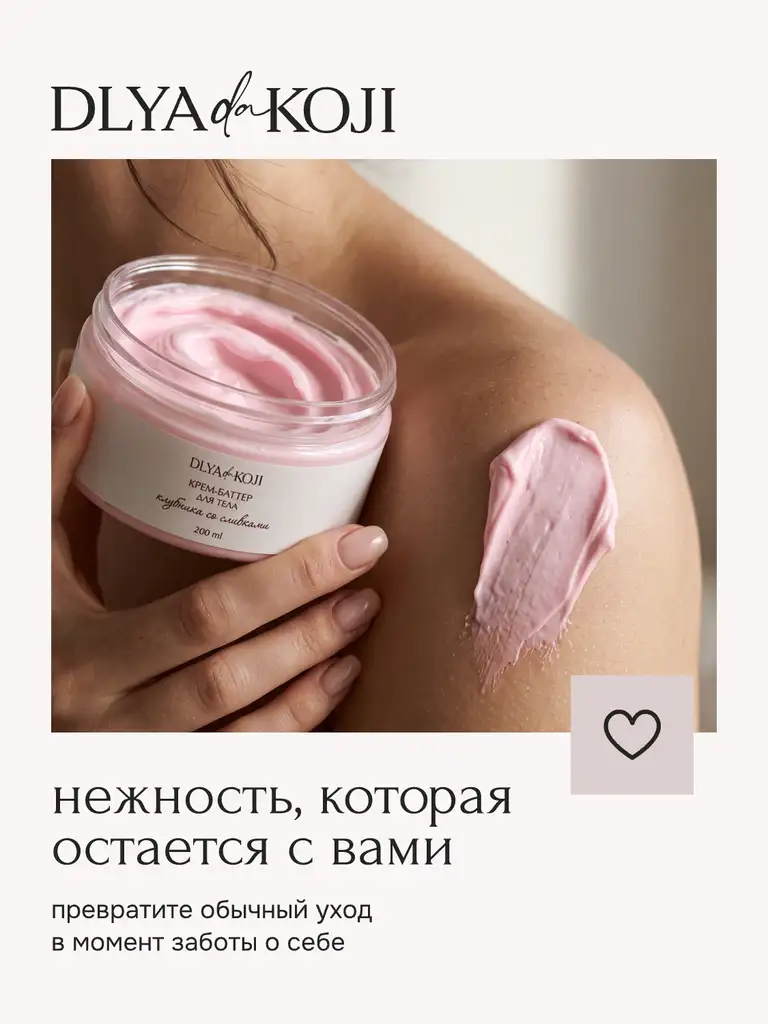 DLYA da KOJI
DLYA da KOJI
КРЕМ-БАТТЕР
ДЛЯ ТЕЛА
клубника со сливками
200 ml
нежность, которая
остается с вами
превратите обычный уход
в момент заботы о себе